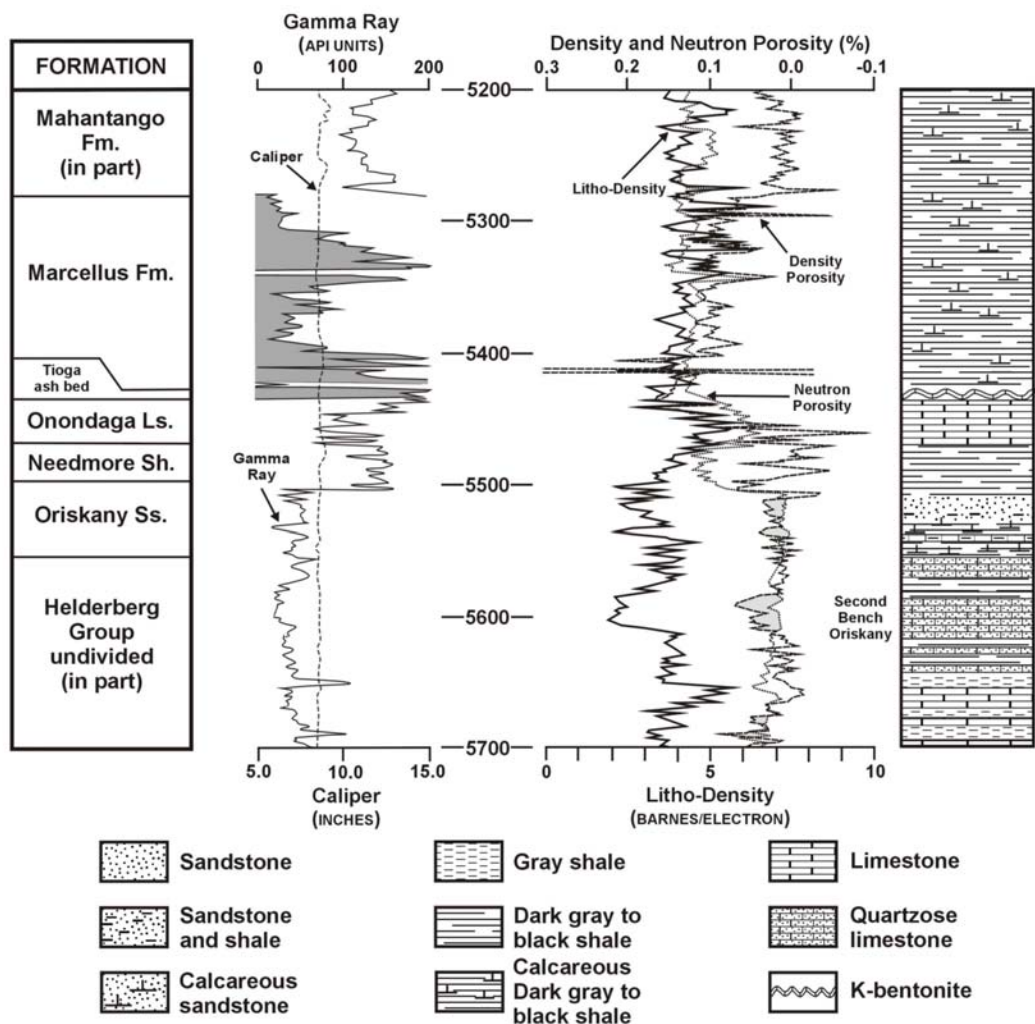 Gamma Ray
(API UNITS)
0 100 200
Density and Neutron Porosity (%)
0.3 0.2 0.1 0.0 -0.1
FORMATION
Mahantango
Fm.
(in part)
Marcellus Fm.
Tioga
ash bed
Onondaga Ls.
Needmore Sh.
Oriskany Ss.
Helderberg
Group
undivided
(in part)
Caliper
Gamma
Ray
5200
5300
5400
5500
5600
5700
Litho-Density
Density
Porosity
Neutron
Porosity
Second
Bench
Oriskany
5.0 10.0 15.0
Caliper
(INCHES)
0 5 10
Litho-Density
(BARNES/ELECTRON)
Sandstone
Sandstone
and shale
Calcareous
sandstone
Gray shale
Dark gray to
black shale
Calcareous
Dark gray to
black shale
Limestone
Quartzose
limestone
K-bentonite